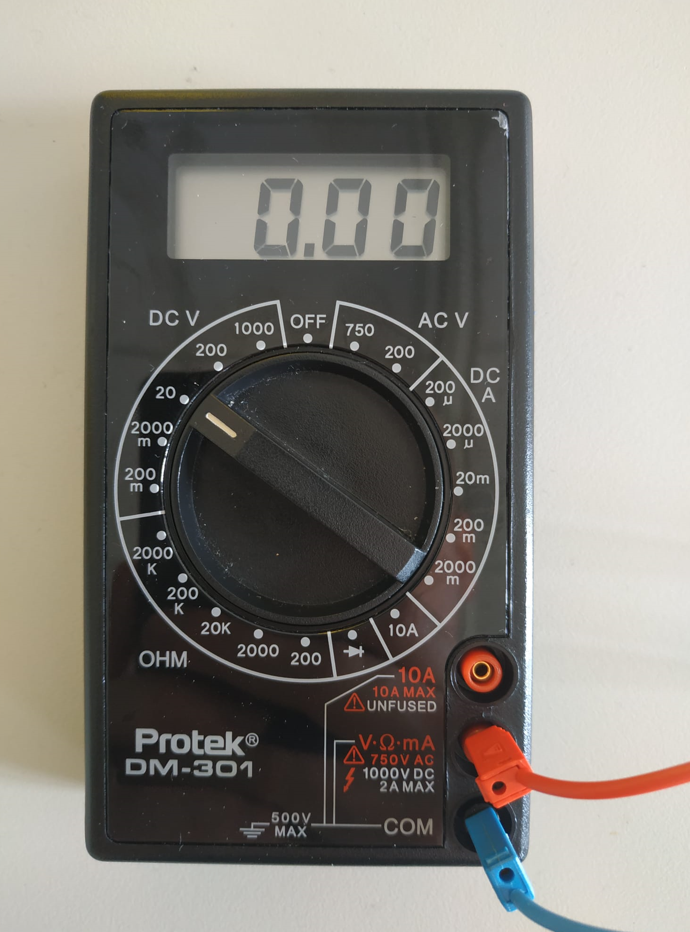 0.00
DC V
1000
OFF
750
AC V
200
200
DC
A
20
200
µ
2000
m
2000
µ
200
m
20m
2000
K
200
m
200
K
2000
m
20K
2000
200
10A
OHM
10A
10A MAX
UNFUSED
Protek®
DM-301
V·Ω·mA
750V AC
1000V DC
2A MAX
500V
MAX
COM